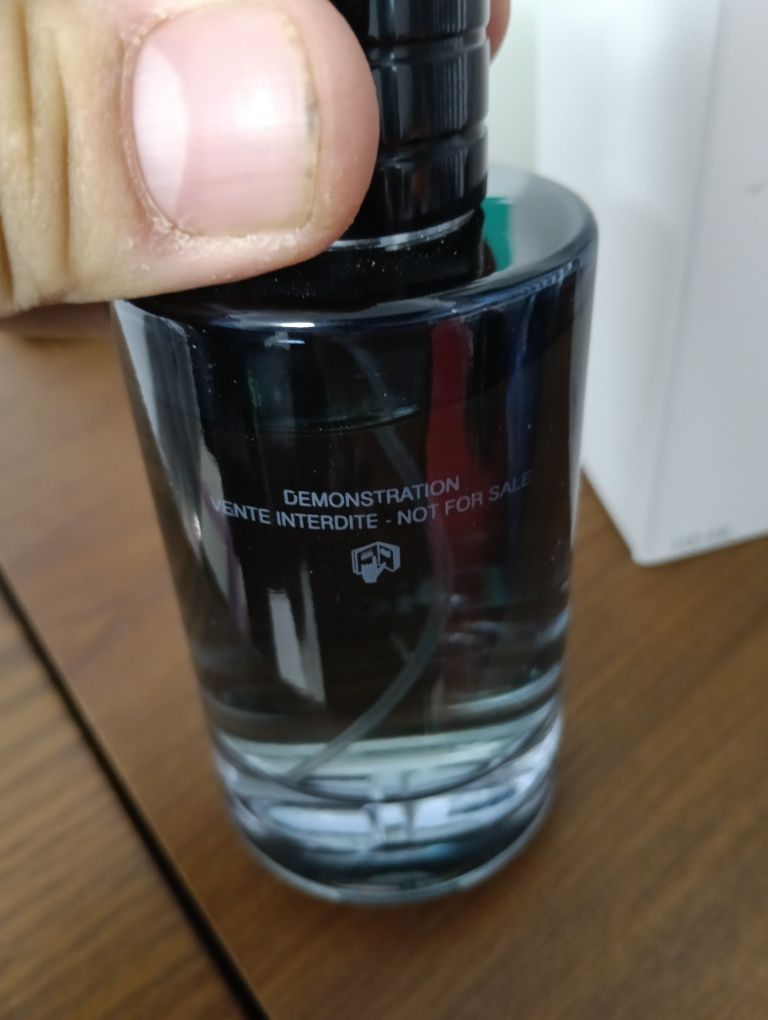 DEMONSTRATION
VENTE INTERDITE - NOT FOR SALE